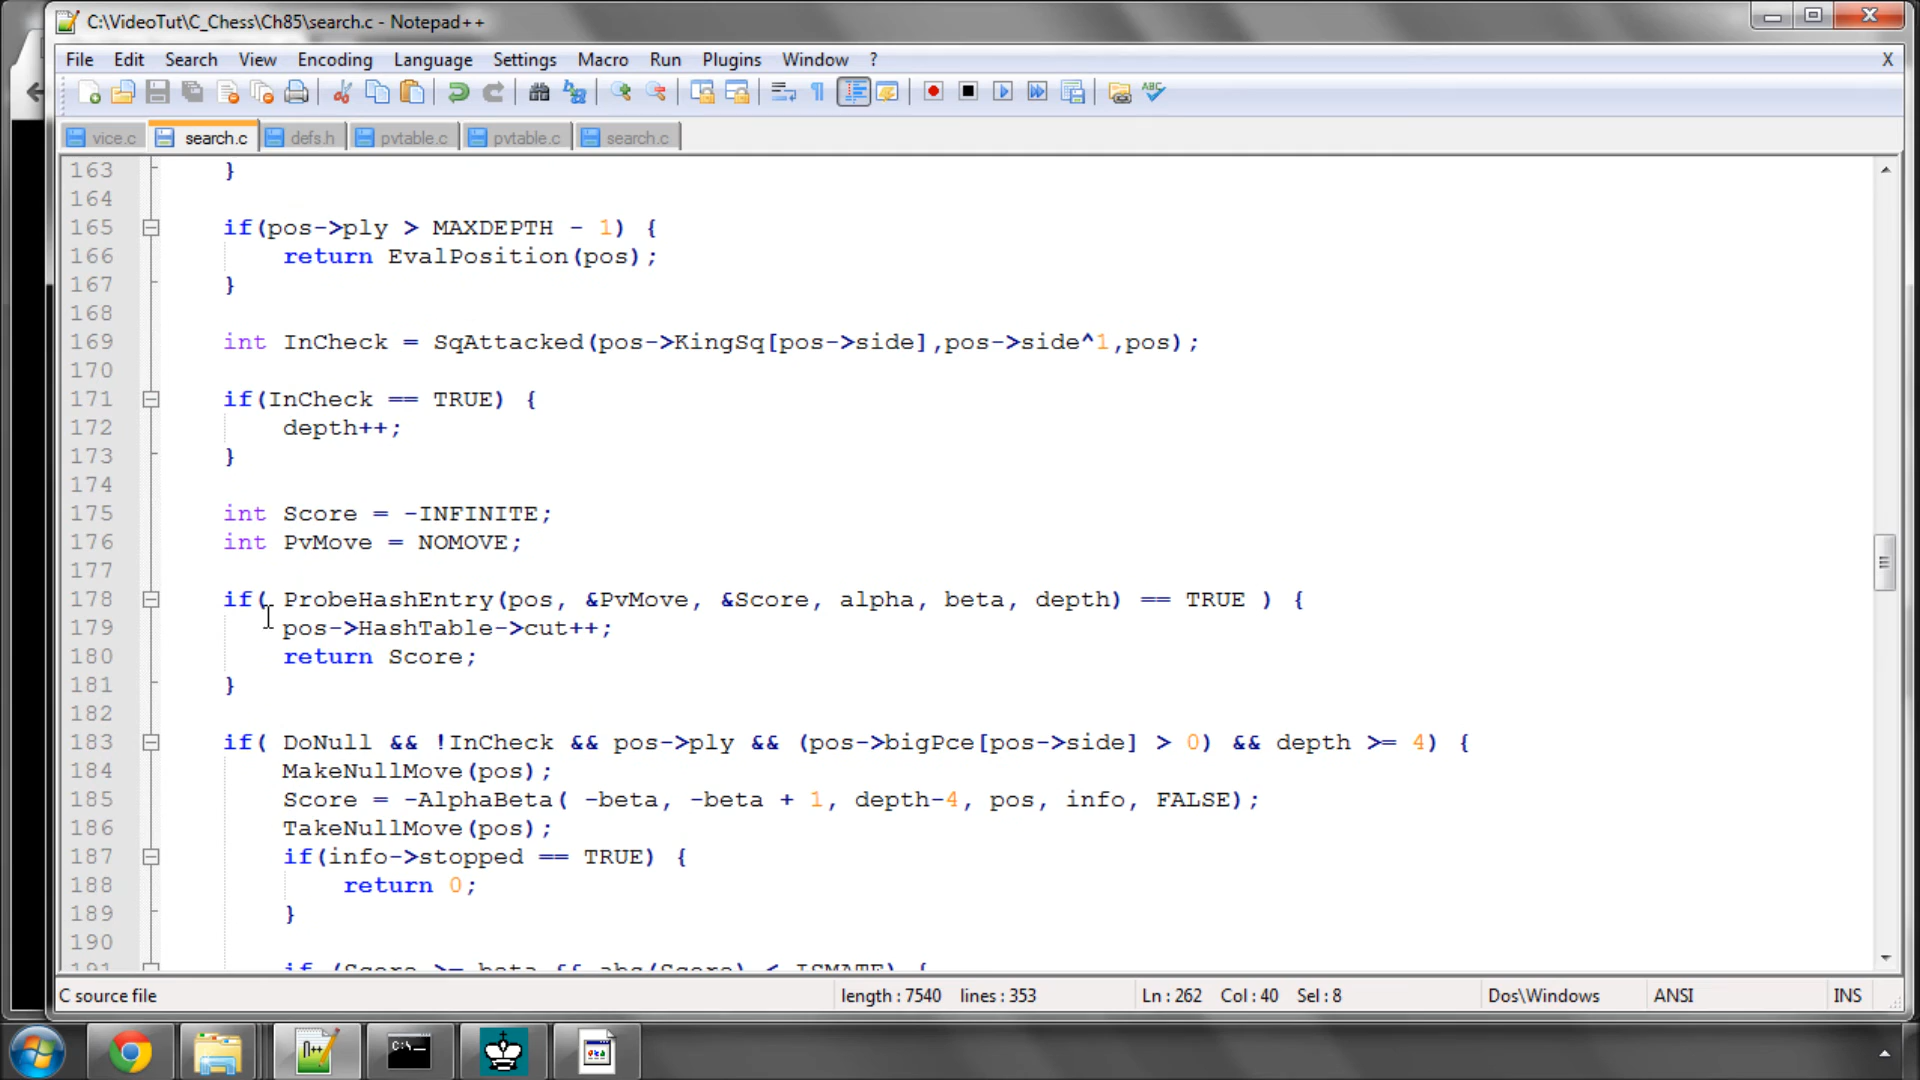 C:\VideoTut\C_Chess\Ch85\search.c - Notepad++
File Edit Search View Encoding Language Settings Macro Run Plugins Window ? X
vice.c search.c defs.h pvtable.c pvtable.c search.c
163 }
164
165 if(pos->ply > MAXDEPTH - 1) {
166 return EvalPosition(pos);
167 }
168
169 int InCheck = SqAttacked(pos->KingSq[pos->side],pos->side^1,pos);
170
171 if(InCheck == TRUE) {
172 depth++;
173 }
174
175 int Score = -INFINITE;
176 int PvMove = NOMOVE;
177
178 if( ProbeHashEntry(pos, &PvMove, &Score, alpha, beta, depth) == TRUE ) {
179 pos->HashTable->cut++;
180 return Score;
181 }
182
183 if( DoNull && !InCheck && pos->ply && (pos->bigPce[pos->side] > 0) && depth >= 4) {
184 MakeNullMove(pos);
185 Score = -AlphaBeta( -beta, -beta + 1, depth-4, pos, info, FALSE);
186 TakeNullMove(pos);
187 if(info->stopped == TRUE) {
188 return 0;
189 }
190
191 if (Score >= beta && abs(Score) < ISMATE) {
C source file length : 7540 lines : 353 Ln : 262 Col : 40 Sel : 8 Dos\Windows ANSI INS